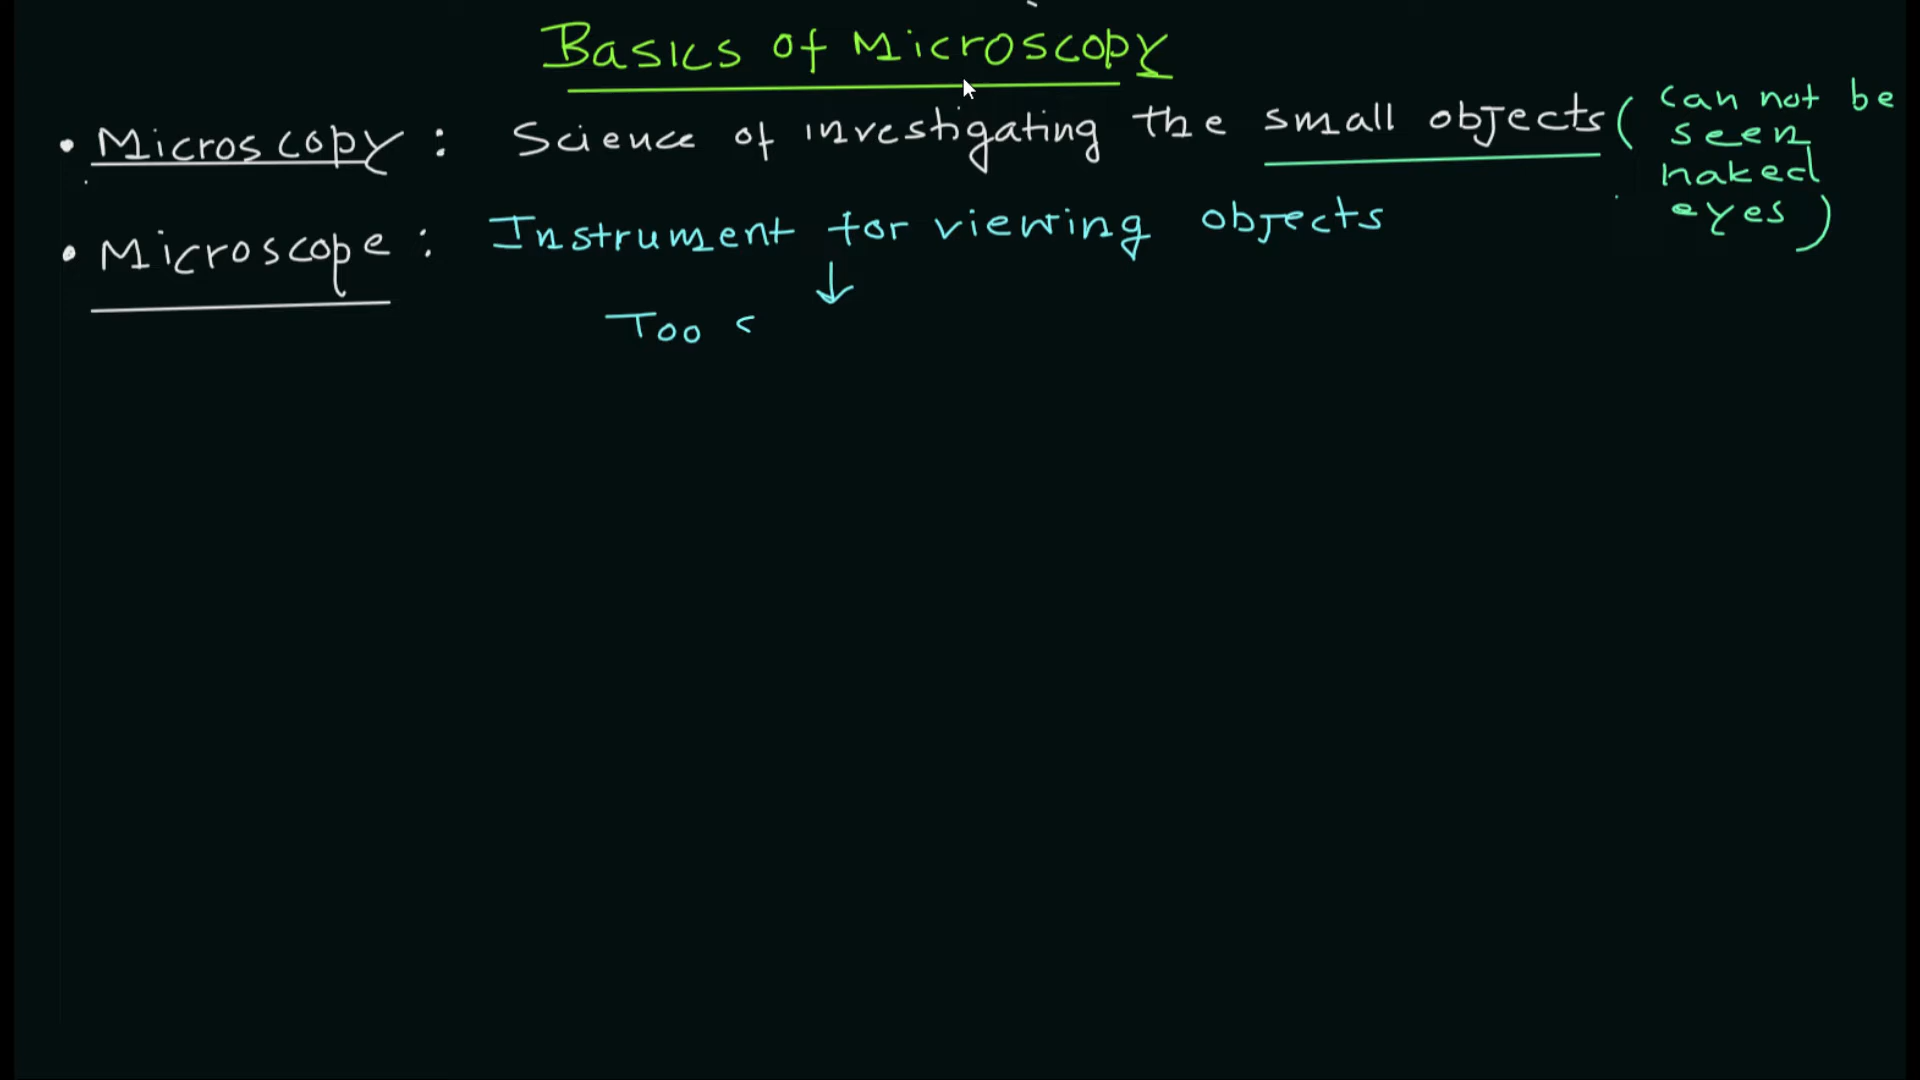 Basics of Microscopy
• Microscopy : Science of investigating the small objects ( can not be
seen
naked
eyes )
• Microscope : Instrument for viewing objects
↓
Too